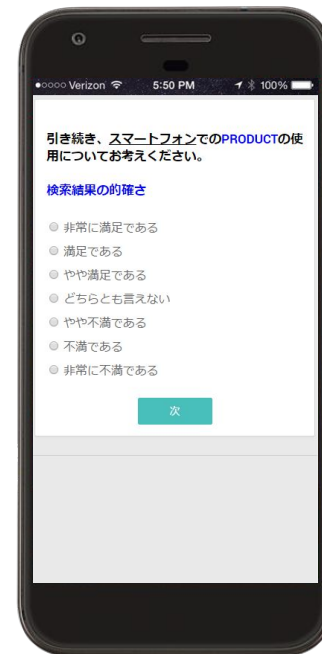 Verizon 5:50 PM 100%
引き続き、スマートフォンでのPRODUCTの使
用についてお考えください。
検索結果の的確さ
非常に満足である
満足である
やや満足である
どちらとも言えない
やや不満である
不満である
非常に不満である
次